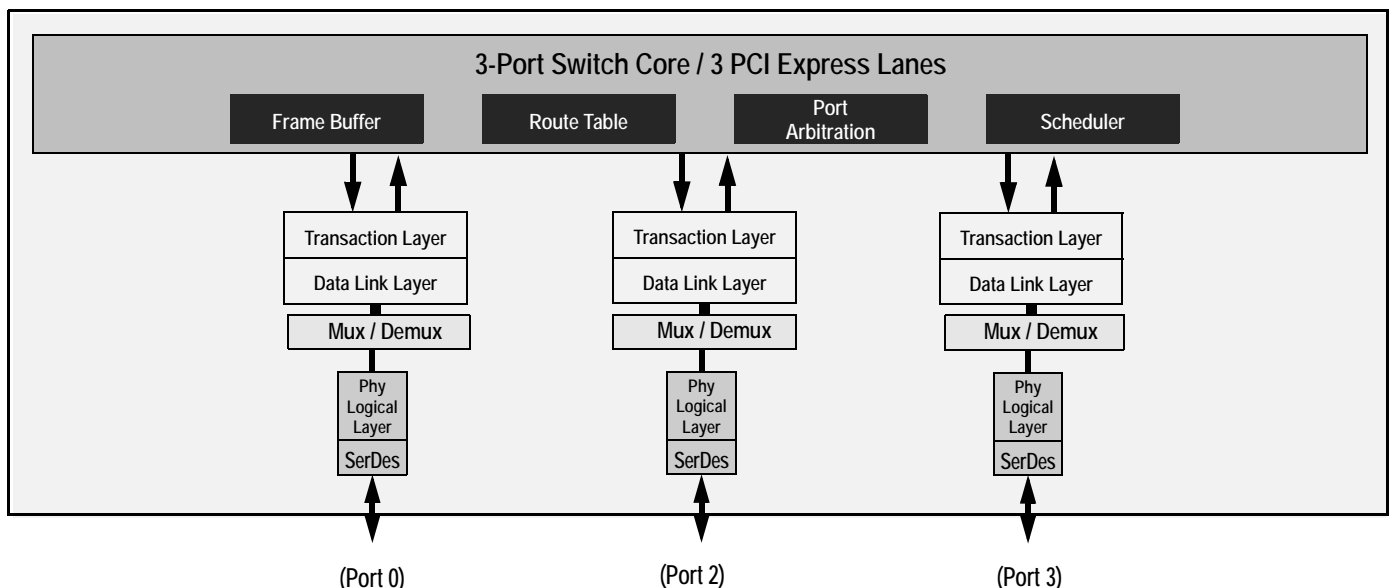 3-Port Switch Core / 3 PCI Express Lanes
Frame Buffer
Route Table
Port
Arbitration
Scheduler
Transaction Layer
Data Link Layer
Mux / Demux
Phy
Logical
Layer
SerDes
(Port 0)
Transaction Layer
Data Link Layer
Mux / Demux
Phy
Logical
Layer
SerDes
(Port 2)
Transaction Layer
Data Link Layer
Mux / Demux
Phy
Logical
Layer
SerDes
(Port 3)